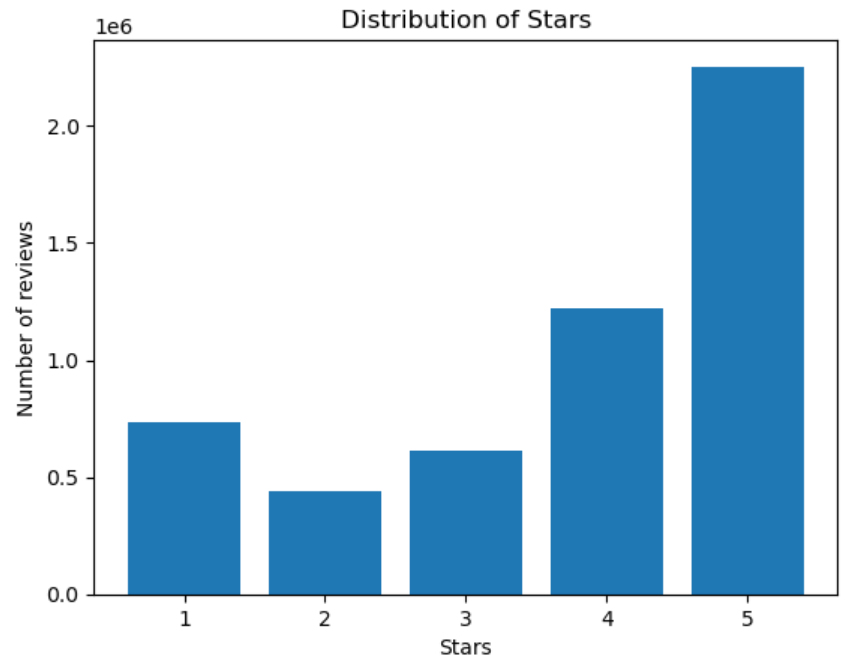 Distribution of Stars
1e6
2.0
1.5
1.0
0.5
0.0
Number of reviews
1 2 3 4 5
Stars